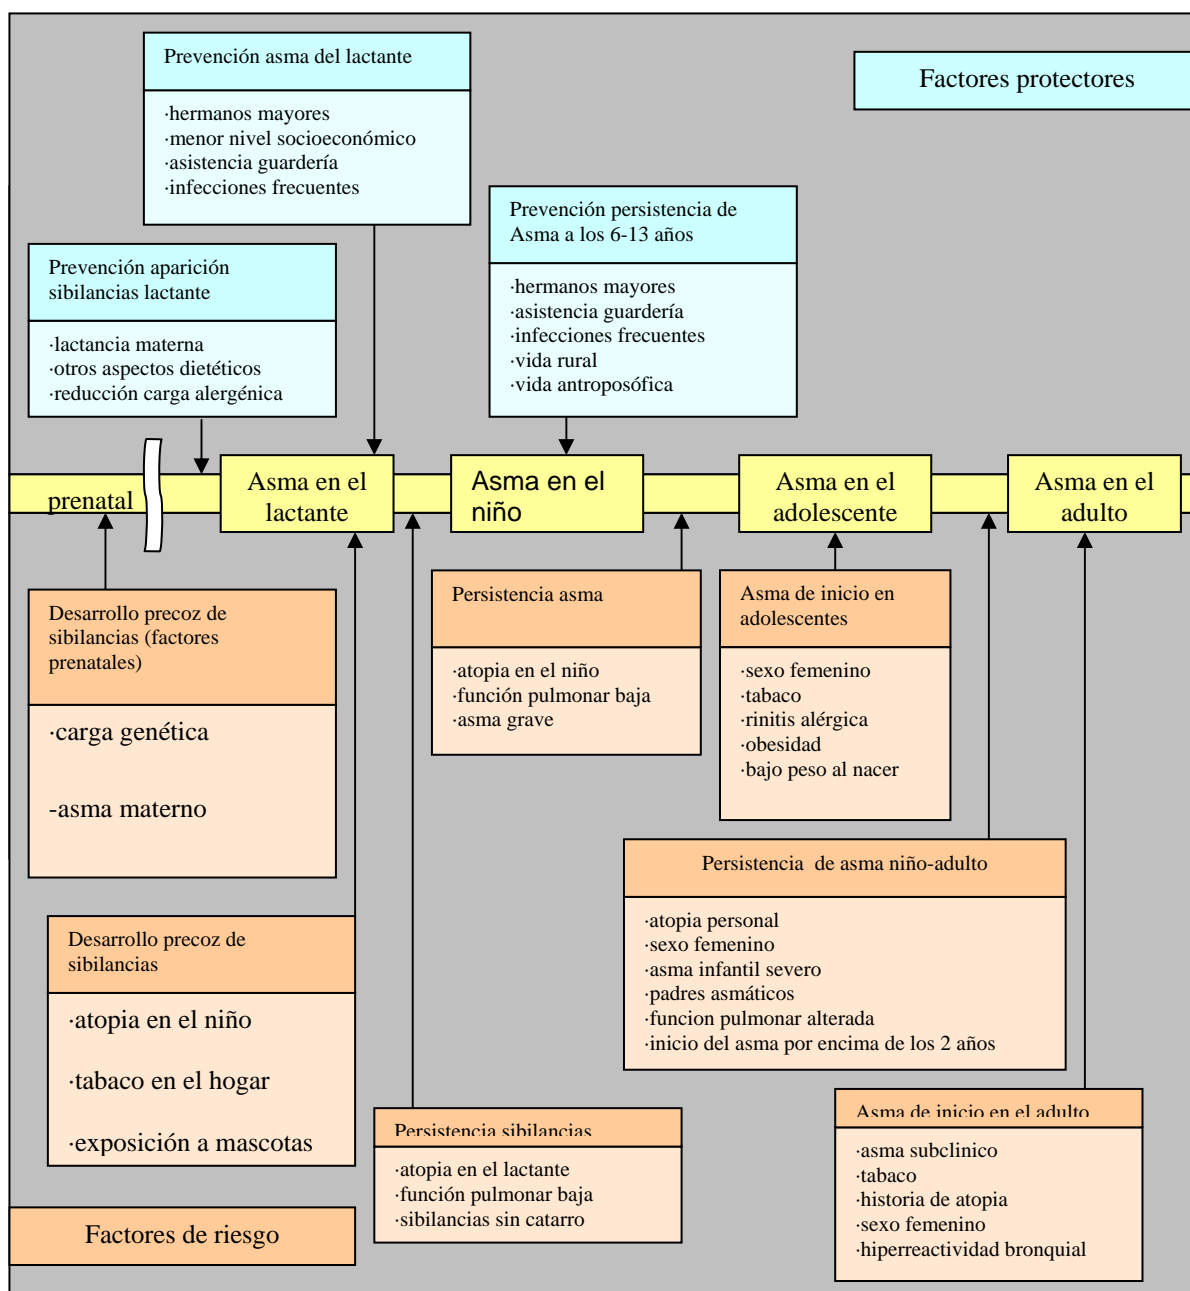 Prevención asma del lactante
·hermanos mayores
·menor nivel socioeconómico
·asistencia guardería
·infecciones frecuentes
Factores protectores
Prevención persistencia de
Asma a los 6-13 años
·hermanos mayores
·asistencia guardería
·infecciones frecuentes
·vida rural
·vida antroposófica
Prevención aparición
sibilancias lactante
·lactancia materna
·otros aspectos dietéticos
·reducción carga alergénica
prenatal
Asma en el
lactante
Asma en el
niño
Asma en el
adolescente
Asma en el
adulto
Desarrollo precoz de
sibilancias (factores
prenatales)
·carga genética
-asma materno
Persistencia asma
·atopia en el niño
·función pulmonar baja
·asma grave
Asma de inicio en
adolescentes
·sexo femenino
·tabaco
·rinitis alérgica
·obesidad
·bajo peso al nacer
Persistencia  de asma niño-adulto
·atopia personal
·sexo femenino
·asma infantil severo
·padres asmáticos
·funcion pulmonar alterada
·inicio del asma por encima de los 2 años
Desarrollo precoz de
sibilancias
·atopia en el niño
·tabaco en el hogar
·exposición a mascotas
Persistencia sibilancias
·atopia en el lactante
·función pulmonar baja
·sibilancias sin catarro
Asma de inicio en el adulto
·asma subclinico
·tabaco
·historia de atopia
·sexo femenino
·hiperreactividad bronquial
Factores de riesgo